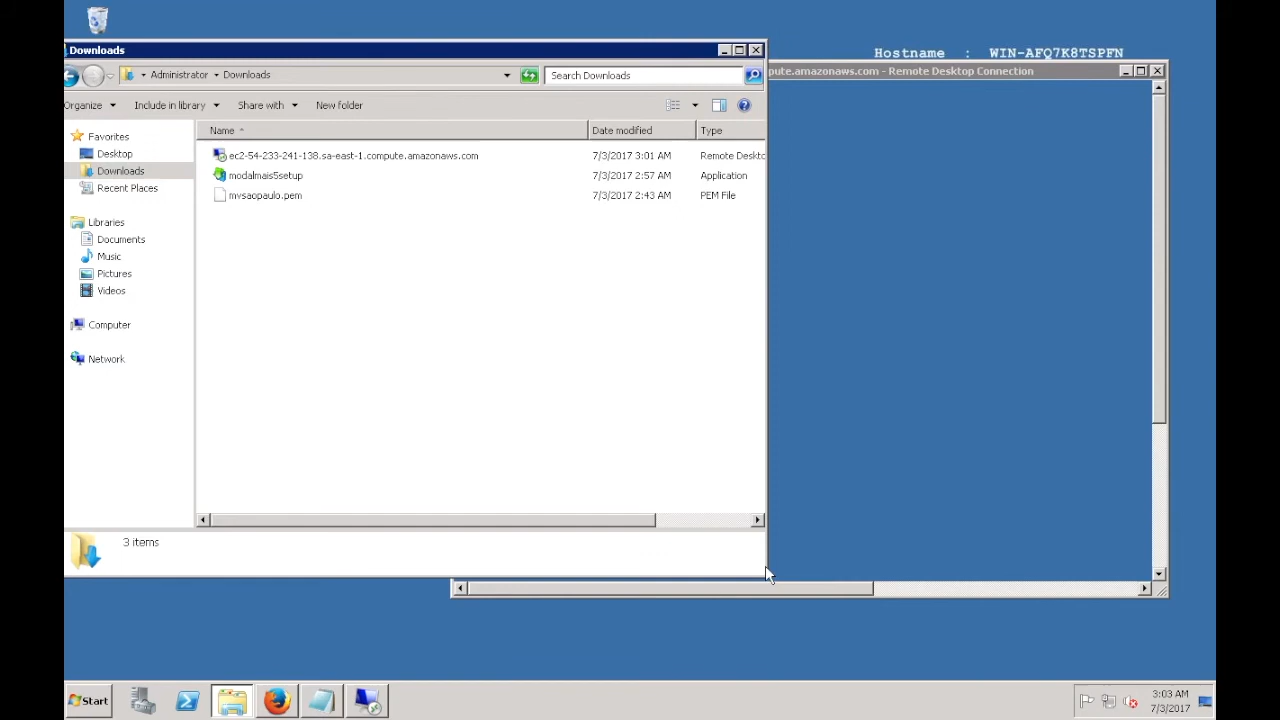 Hostname : WIN-AFQ7K8TSPFN
Downloads
pute.amazonaws.com - Remote Desktop Connection
Administrator Downloads
Search Downloads
Organize
Include in library
Share with
New folder
Name
Date modified
Type
Favorites
Desktop
Downloads
Recent Places
Libraries
Documents
Music
Pictures
Videos
Computer
Network
ec2-54-233-241-138.sa-east-1.compute.amazonaws.com 7/3/2017 3:01 AM Remote Deskto
modalmais5setup 7/3/2017 2:57 AM Application
mvsaopaulo.pem 7/3/2017 2:43 AM PEM File
3 items
Start
3:03 AM
7/3/2017